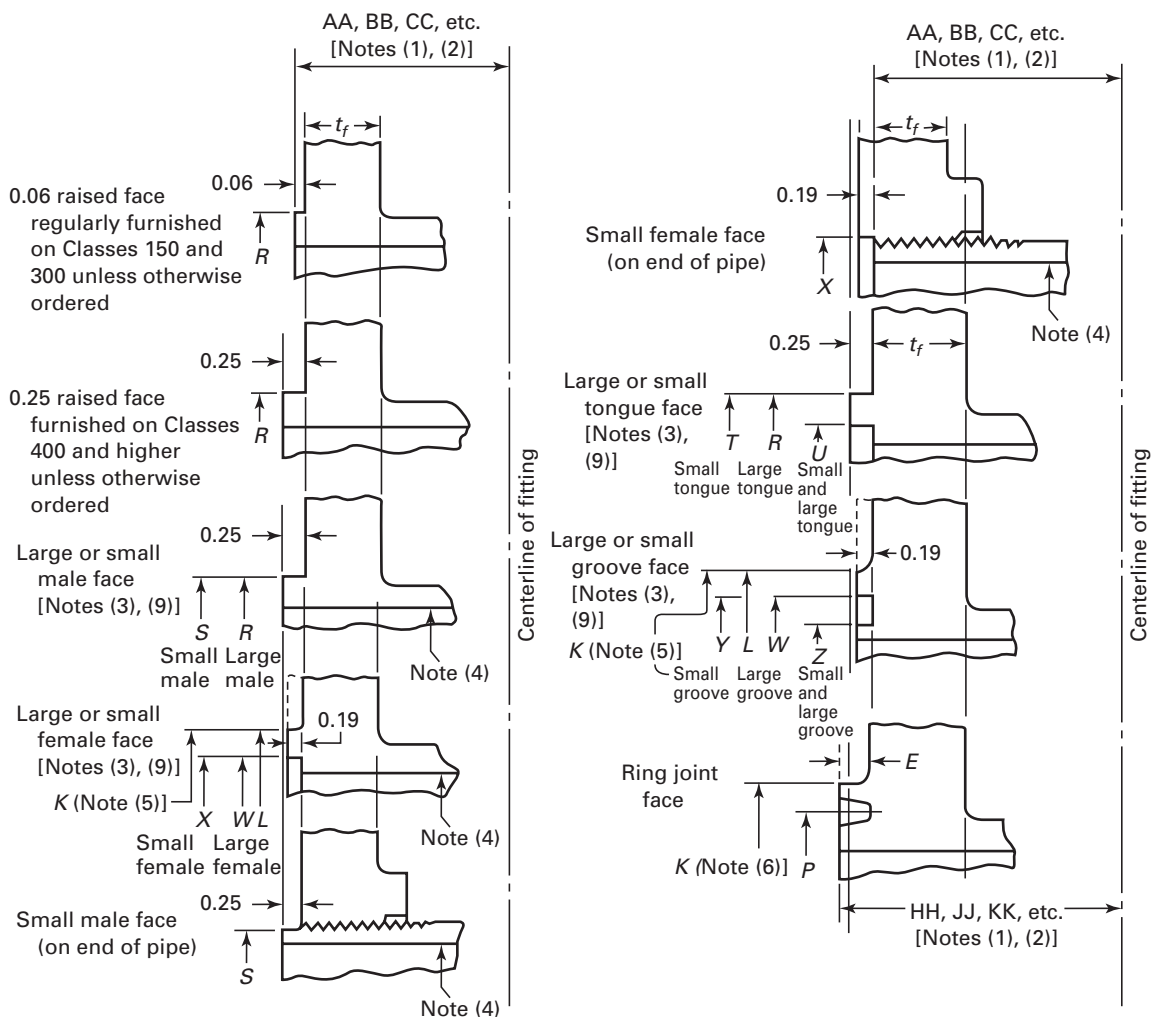 AA, BB, CC, etc.
[Notes (1), (2)]
tf
0.06
0.06 raised face
regularly furnished
on Classes 150 and
300 unless otherwise
ordered
R
0.25
0.25 raised face
furnished on Classes
400 and higher
unless otherwise
ordered
R
0.25
Large or small
male face
[Notes (3), (9)]
S R
Small Large
male male
Note (4)
Large or small
female face
[Notes (3), (9)]
0.19
K (Note (5)]
X W L
Small Large
female female
Note (4)
0.25
Small male face
(on end of pipe)
S
Note (4)
Centerline of fitting
AA, BB, CC, etc.
[Notes (1), (2)]
tf
0.19
Small female face
(on end of pipe)
X
Note (4)
0.25
tf
Large or small
tongue face
[Notes (3),
(9)]
T R U
Small Large Small
tongue tongue and
large
tongue
Large or small
groove face
[Notes (3),
(9)]
0.19
K (Note (5)]
Y L W Z
Small Large Small
groove groove and
large
groove
Ring joint
face
E
K (Note (6)]
P
HH, JJ, KK, etc.
[Notes (1), (2)]
Centerline of fitting